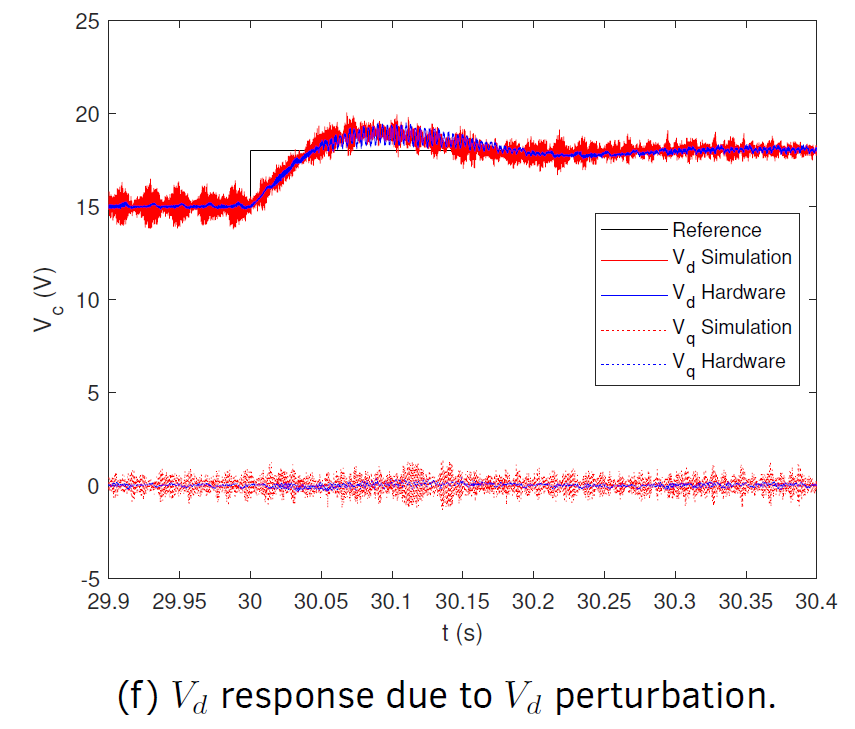 25
20
15
10
5
0
-5
V_c (V)
Reference
V_d Simulation
V_d Hardware
V_q Simulation
V_q Hardware
29.9 29.95 30 30.05 30.1 30.15 30.2 30.25 30.3 30.35 30.4
t (s)
(f) V_d response due to V_d perturbation.